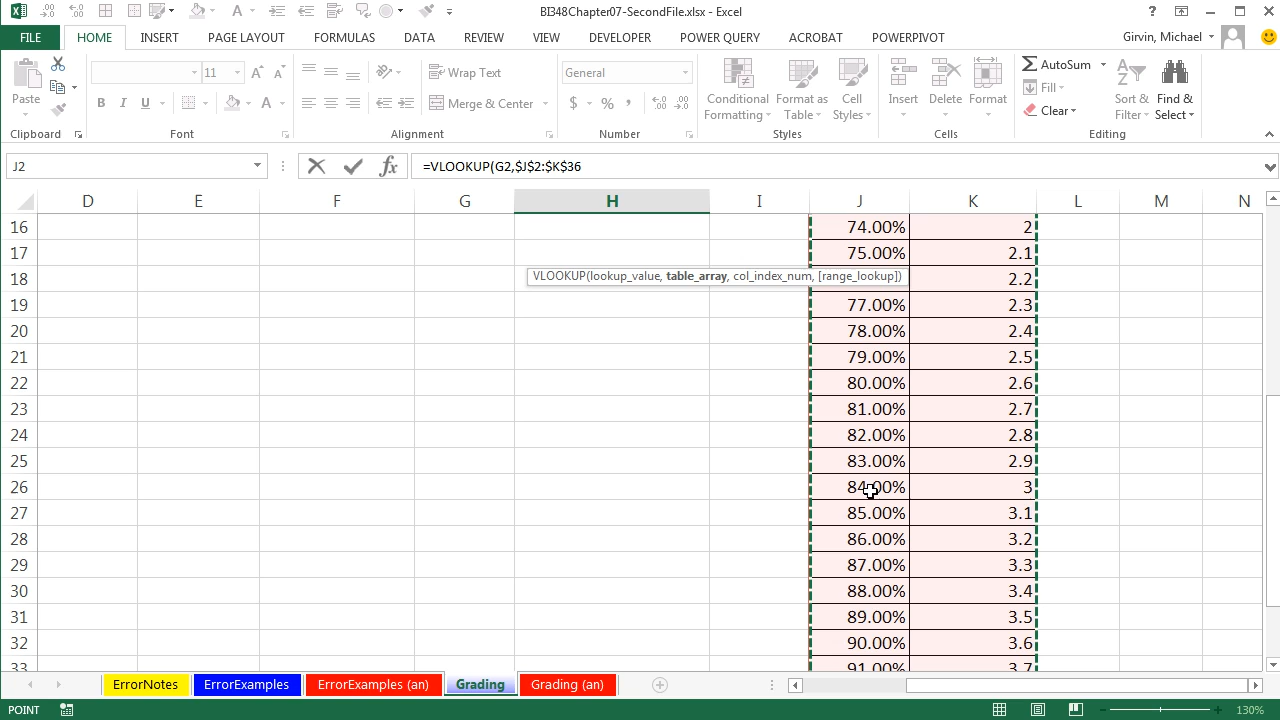 BI348Chapter07-SecondFile.xlsx - Excel
FILE HOME INSERT PAGE LAYOUT FORMULAS DATA REVIEW VIEW DEVELOPER POWER QUERY ACROBAT POWERPIVOT Girvin, Michael
Paste
11
A A
Wrap Text
General
Conditional Formatting
Format as Table
Cell Styles
Insert
Delete
Format
AutoSum
Fill
Clear
Sort & Filter
Find & Select
B I U
A
Merge & Center
$ % ,
Clipboard Font Alignment Number Styles Cells Editing
J2 fx =VLOOKUP(G2,$J$2:$K$36
D E F G H I J K L M N
16 74.00% 2
17 75.00% 2.1
18 2.2
VLOOKUP(lookup_value, table_array, col_index_num, [range_lookup])
19 77.00% 2.3
20 78.00% 2.4
21 79.00% 2.5
22 80.00% 2.6
23 81.00% 2.7
24 82.00% 2.8
25 83.00% 2.9
26 84.00% 3
27 85.00% 3.1
28 86.00% 3.2
29 87.00% 3.3
30 88.00% 3.4
31 89.00% 3.5
32 90.00% 3.6
33 91.00% 3.7
ErrorNotes ErrorExamples ErrorExamples (an) Grading Grading (an)
POINT 130%